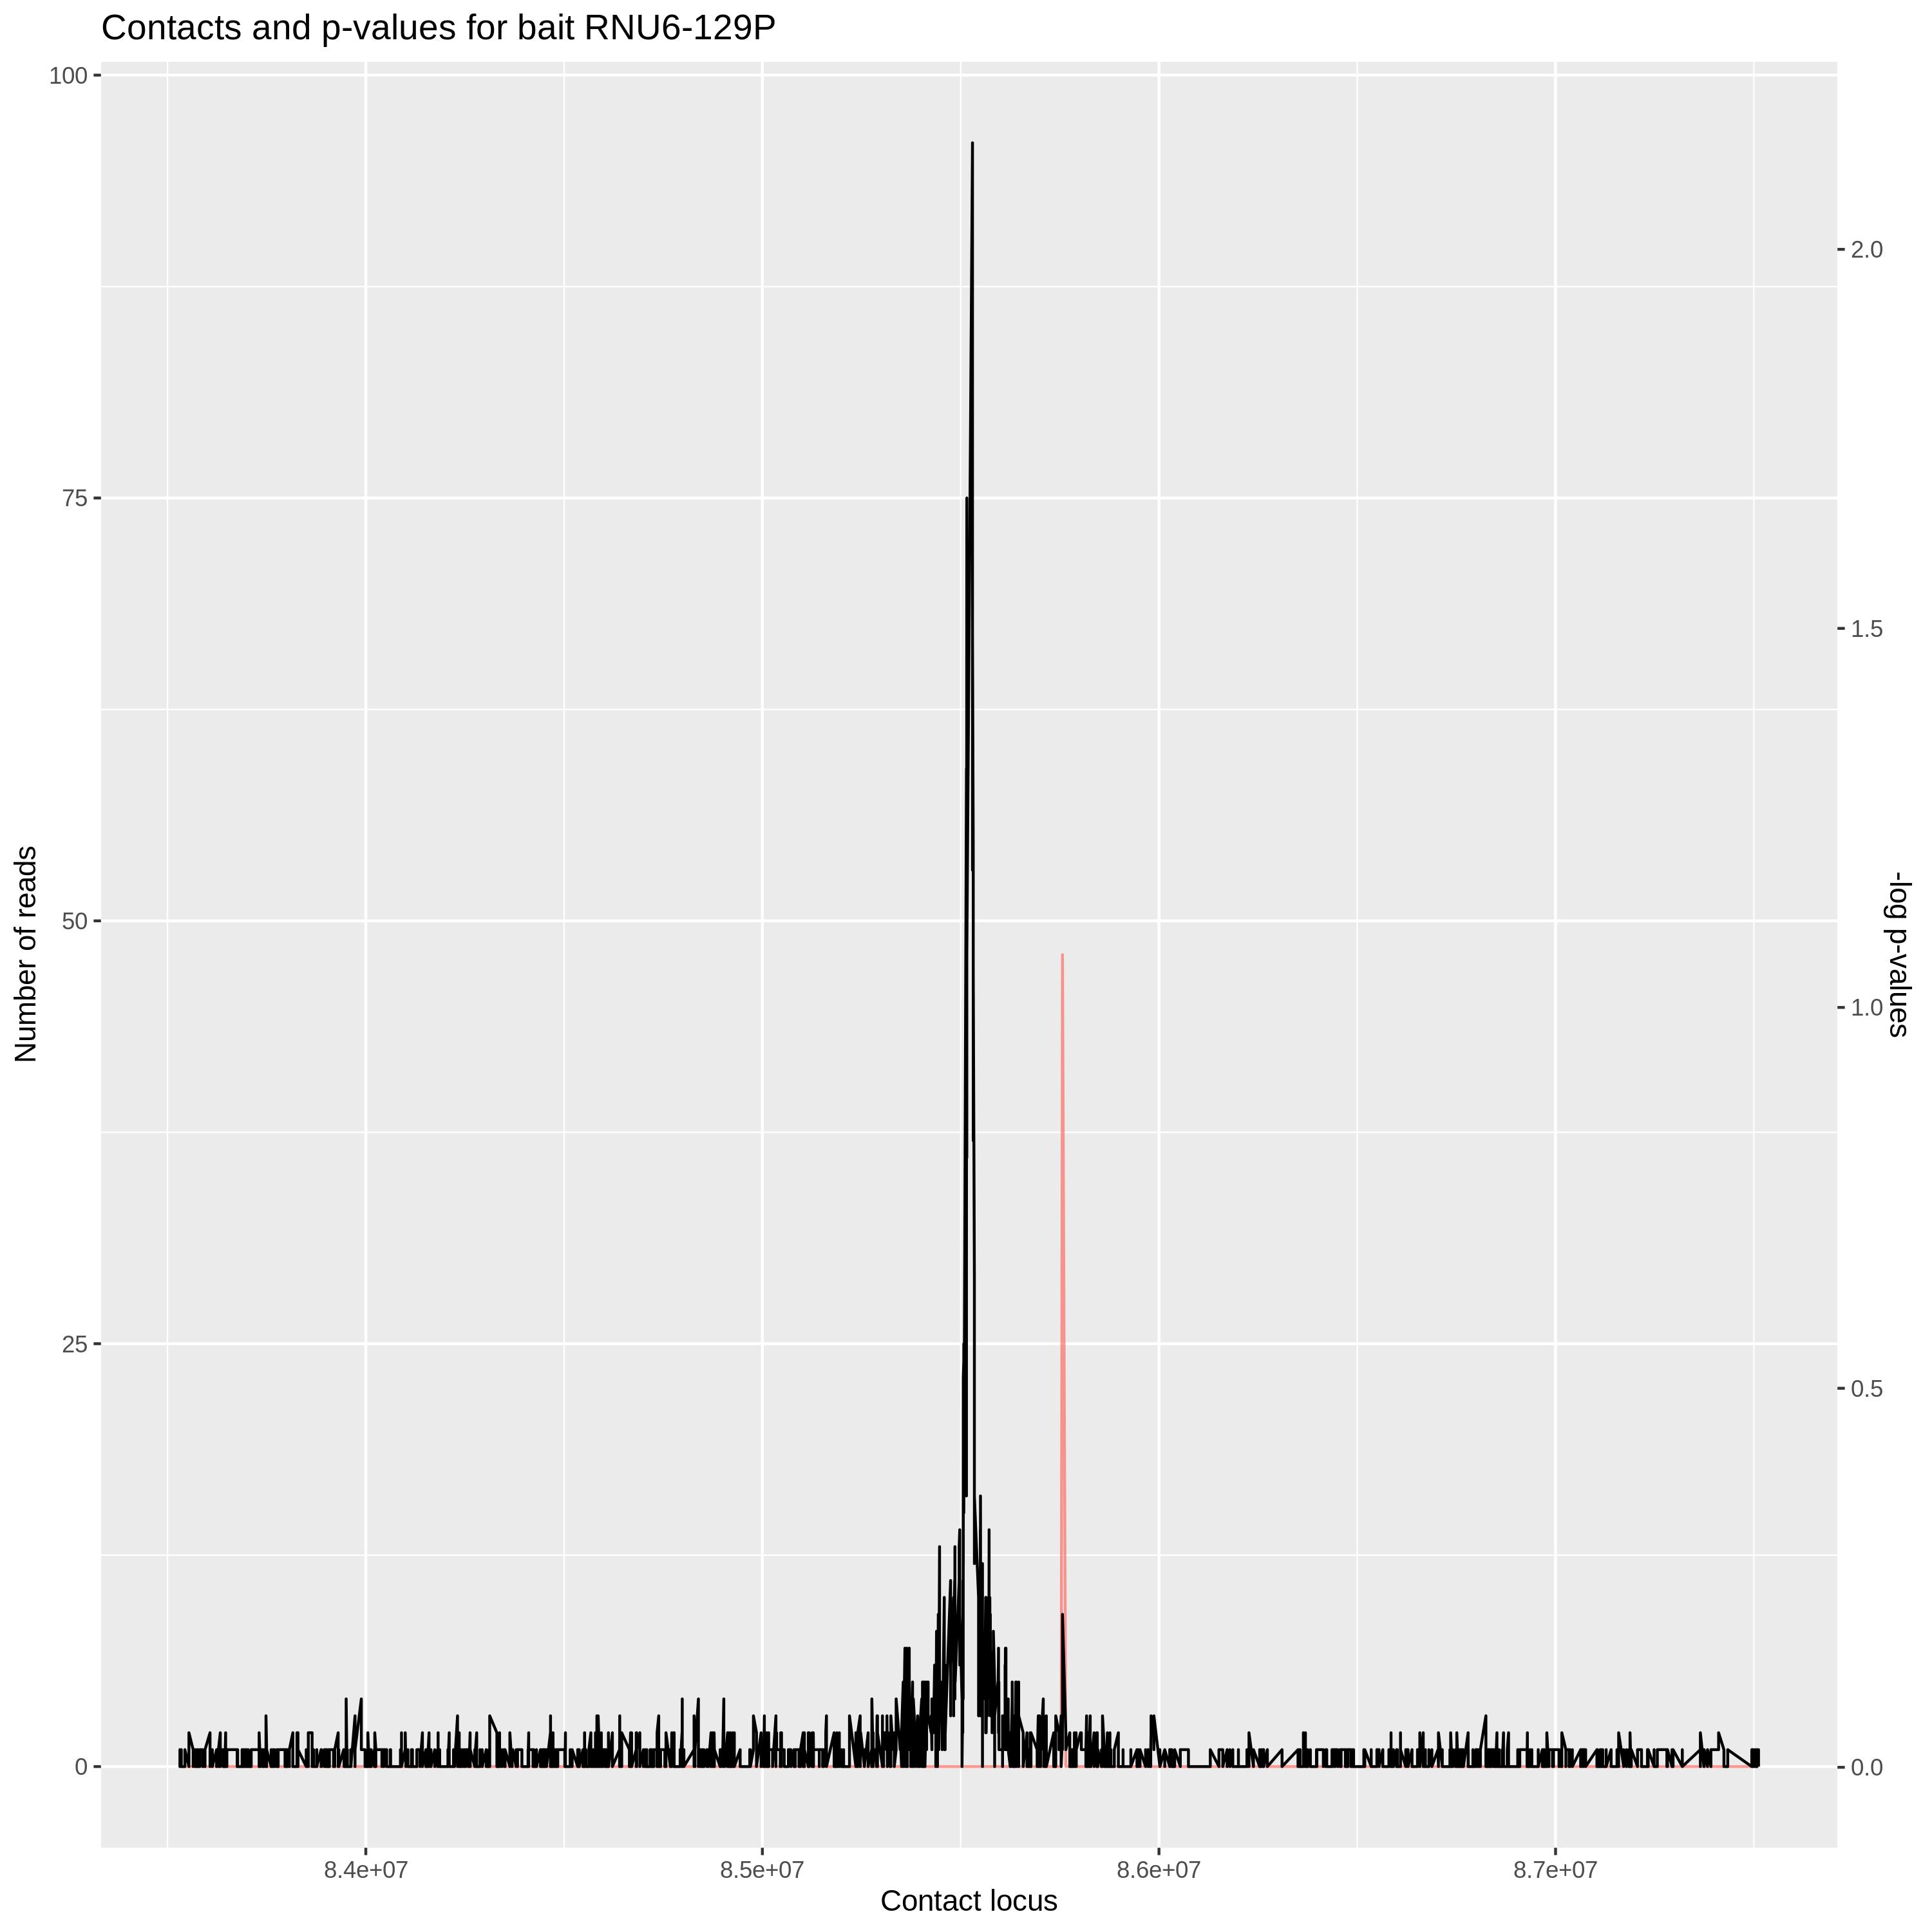 Contacts and p-values for bait RNU6-129P
100
75
50
25
0
Number of reads
2.0
1.5
1.0
0.5
0.0
-log p-values
8.4e+07
8.5e+07
8.6e+07
8.7e+07
Contact locus